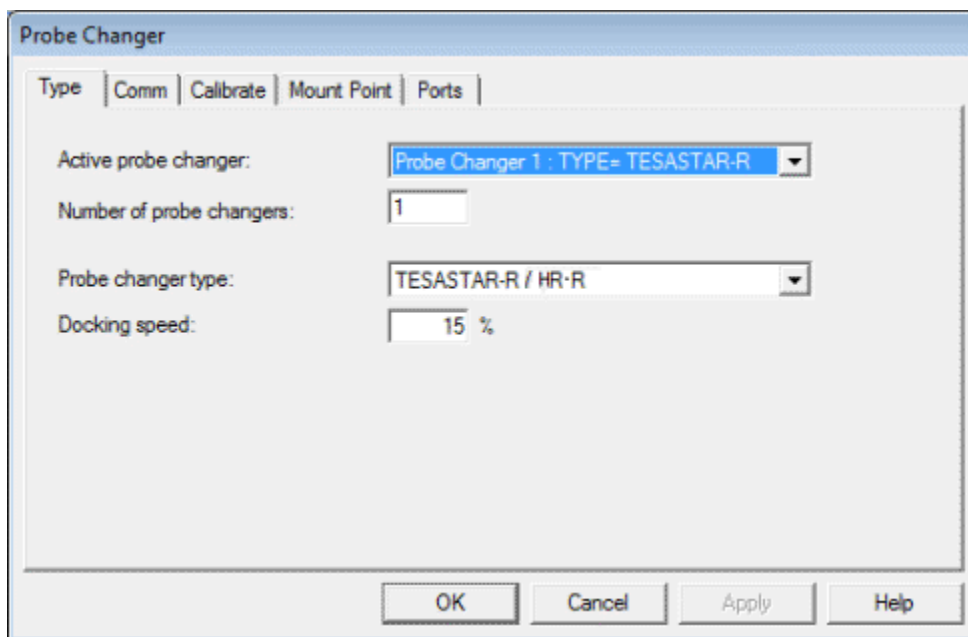 Probe Changer
Type Comm Calibrate Mount Point Ports
Active probe changer: Probe Changer 1 : TYPE= TESASTAR-R
Number of probe changers: 1
Probe changer type: TESASTAR-R / HR-R
Docking speed: 15 %
OK Cancel Apply Help